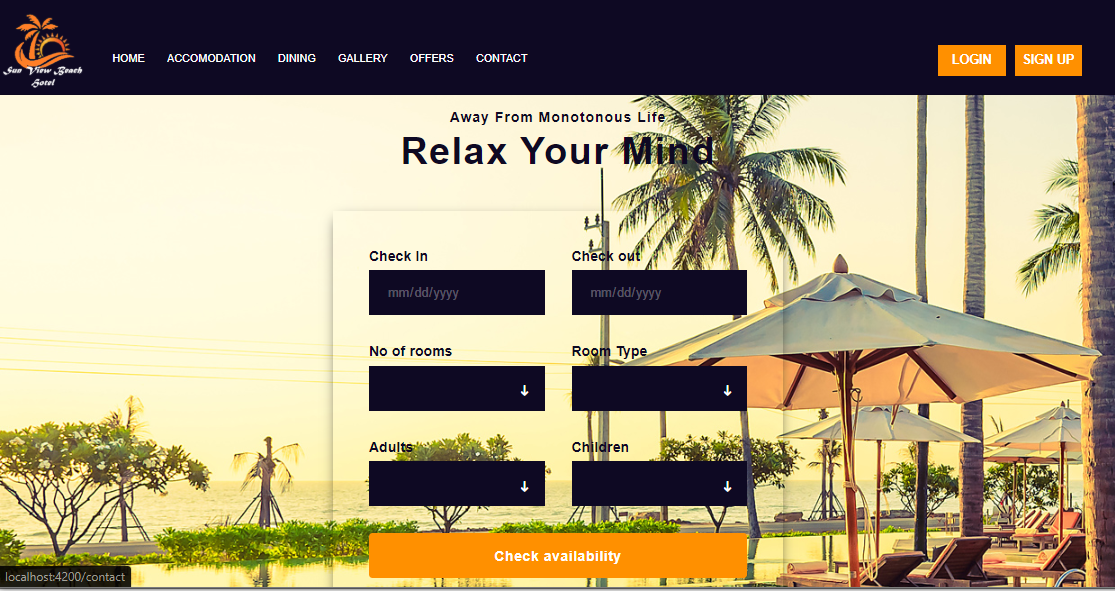 Sun View Beach
Hotel
HOME ACCOMODATION DINING GALLERY OFFERS CONTACT LOGIN SIGN UP
Away From Monotonous Life
Relax Your Mind
Check In Check out
mm/dd/yyyy mm/dd/yyyy
No of rooms Room Type
Adults Children
Check availability
localhost:4200/contact